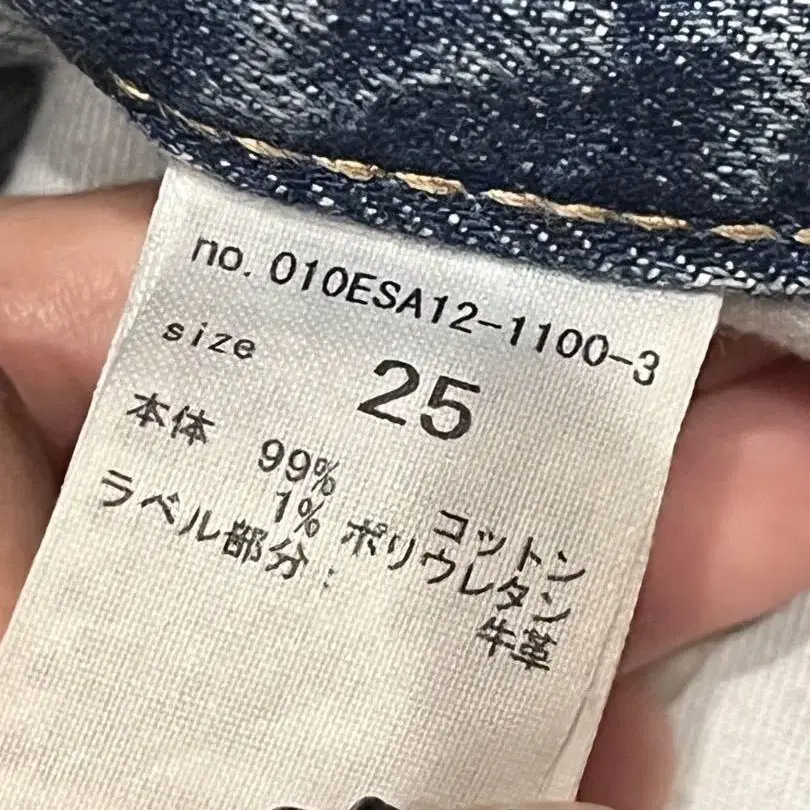 no. 010ESA12-1100-3
size 25
本体 99% コットン
1% ポリウレタン
ラベル部分: 牛革